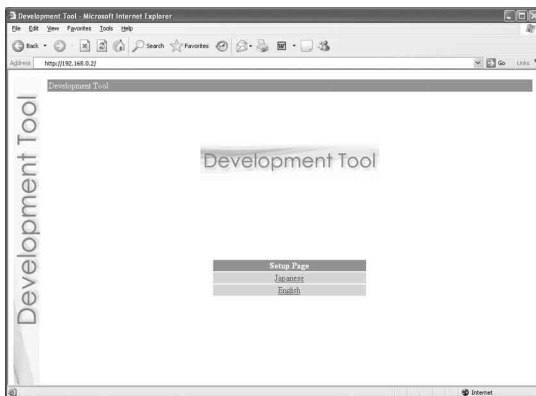 Development Tool - Microsoft Internet Explorer
File Edit View Favorites Tools Help
Back Search Favorites
Address http://192.168.0.2/ Go Links
Development Tool
Development Tool
Development Tool
Setup Page
Japanese
English
Internet